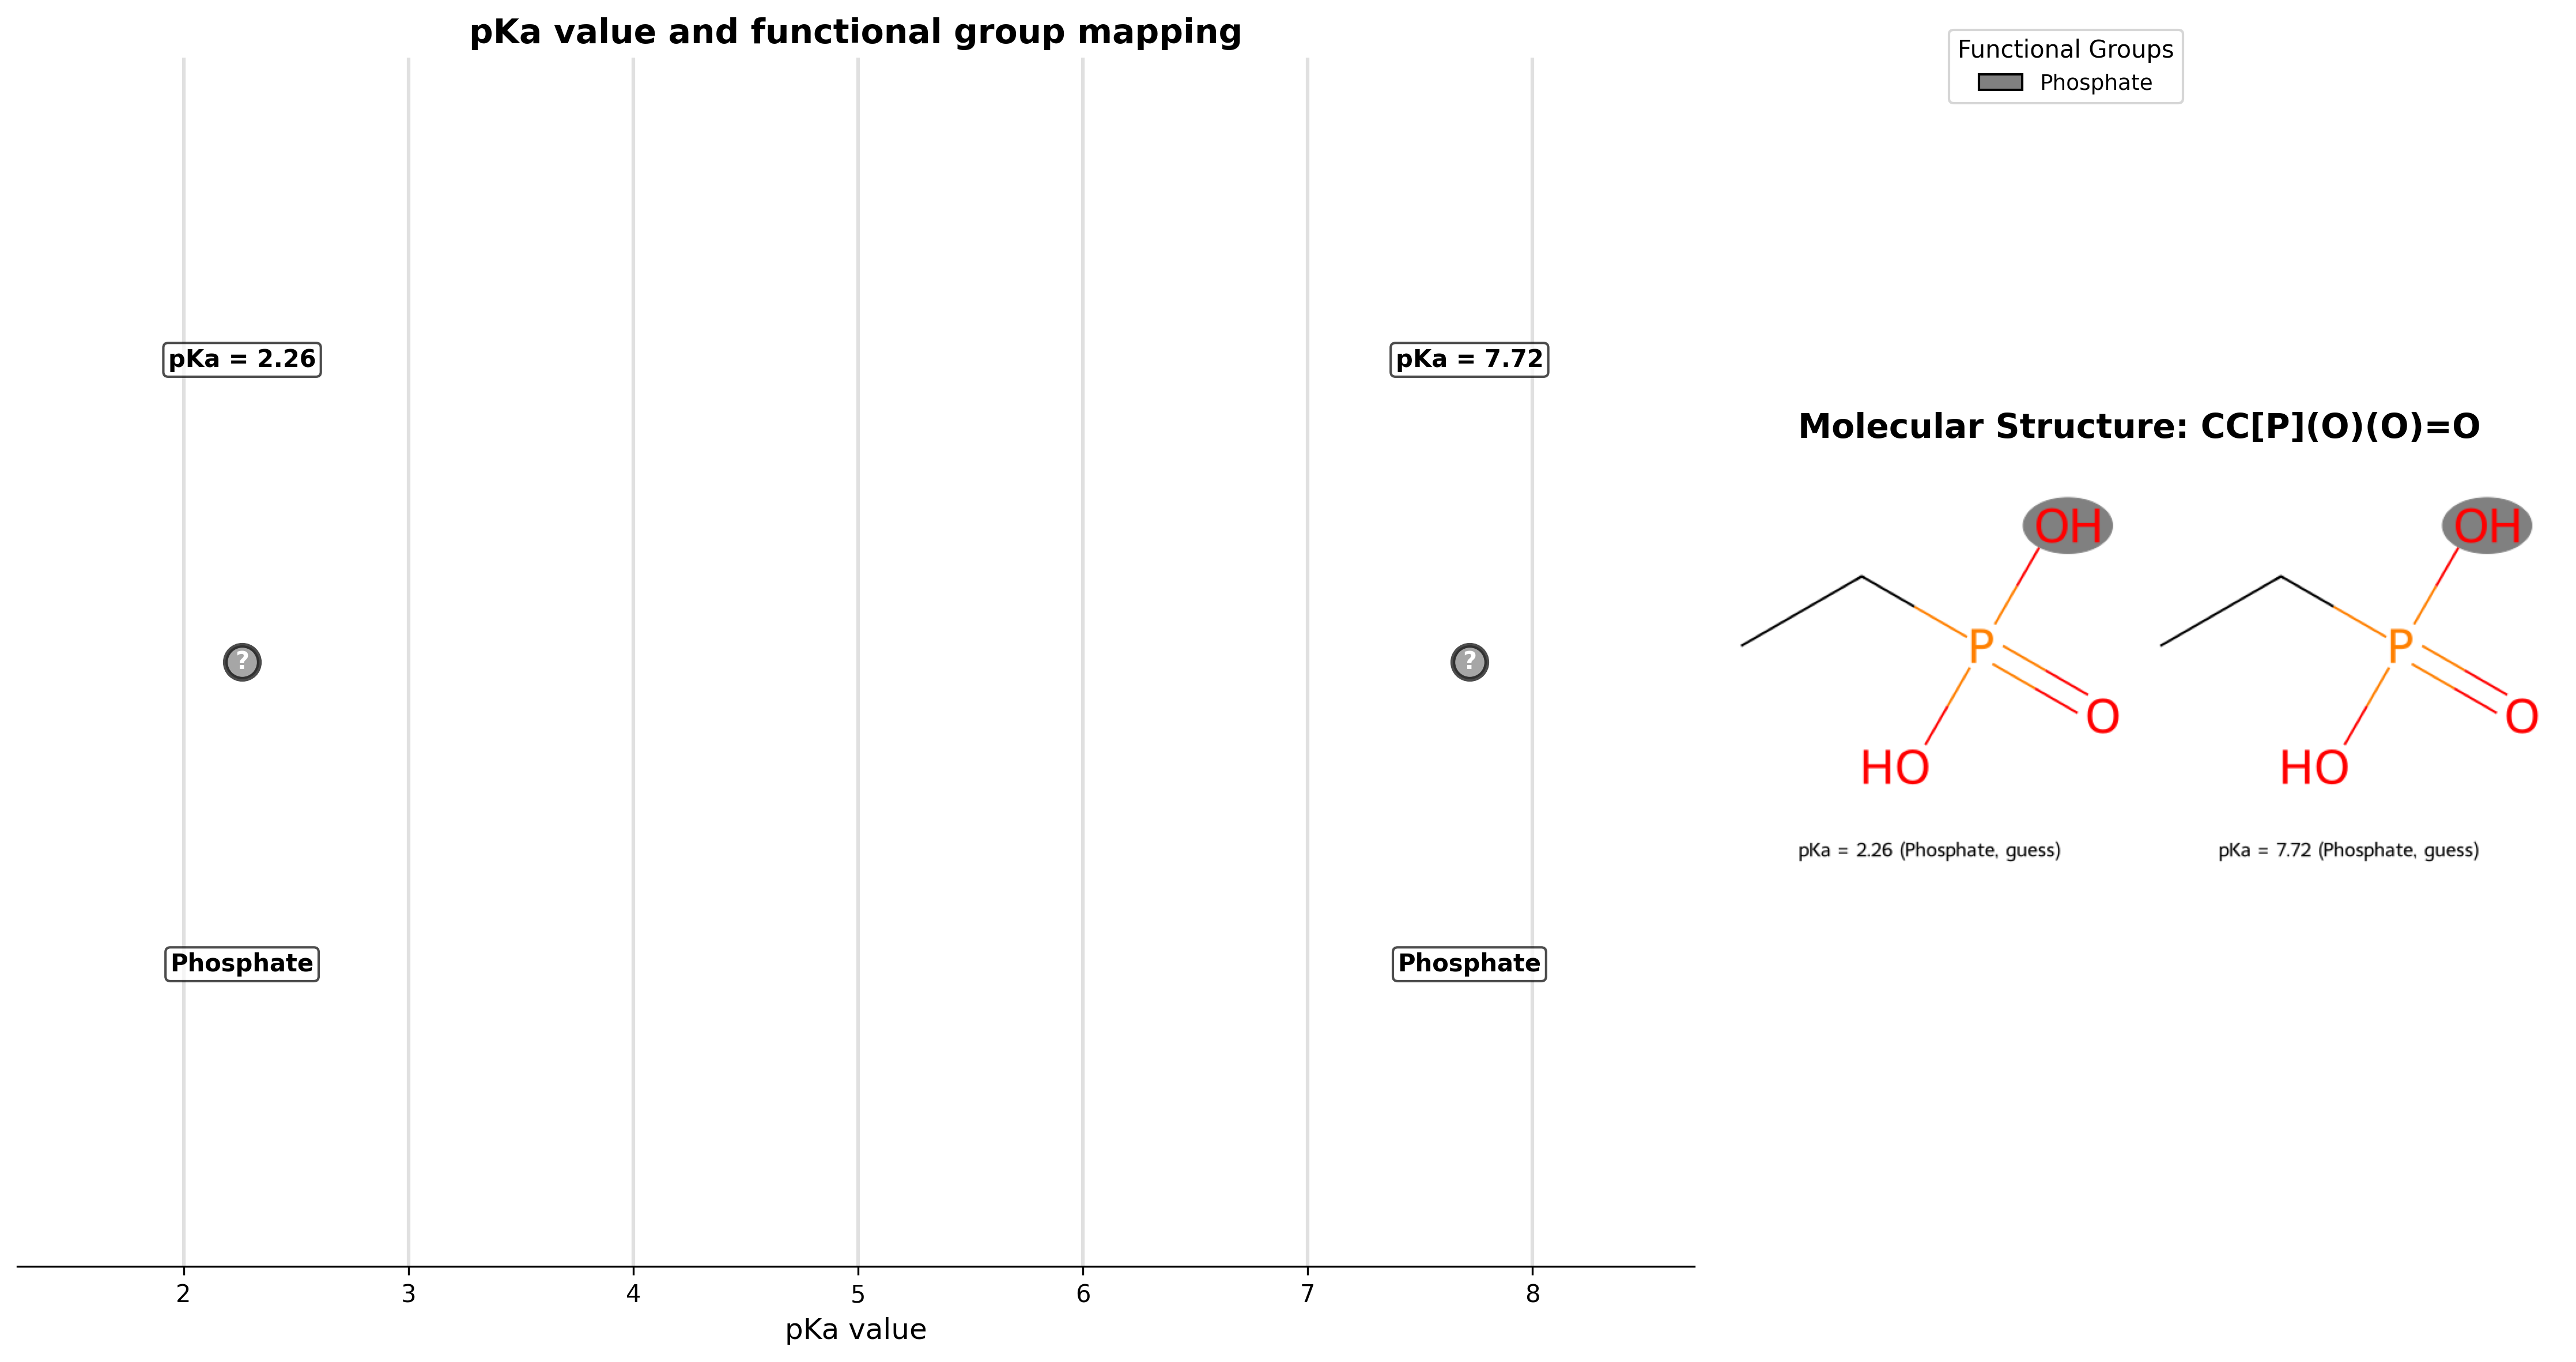 pKa value and functional group mapping
pKa = 2.26
pKa = 7.72
?
?
Phosphate
Phosphate
2 3 4 5 6 7 8
pKa value
Functional Groups
Phosphate
Molecular Structure: CC[P](O)(O)=O
OH
P
O
HO
pKa = 2.26 (Phosphate, guess)
OH
P
O
HO
pKa = 7.72 (Phosphate, guess)